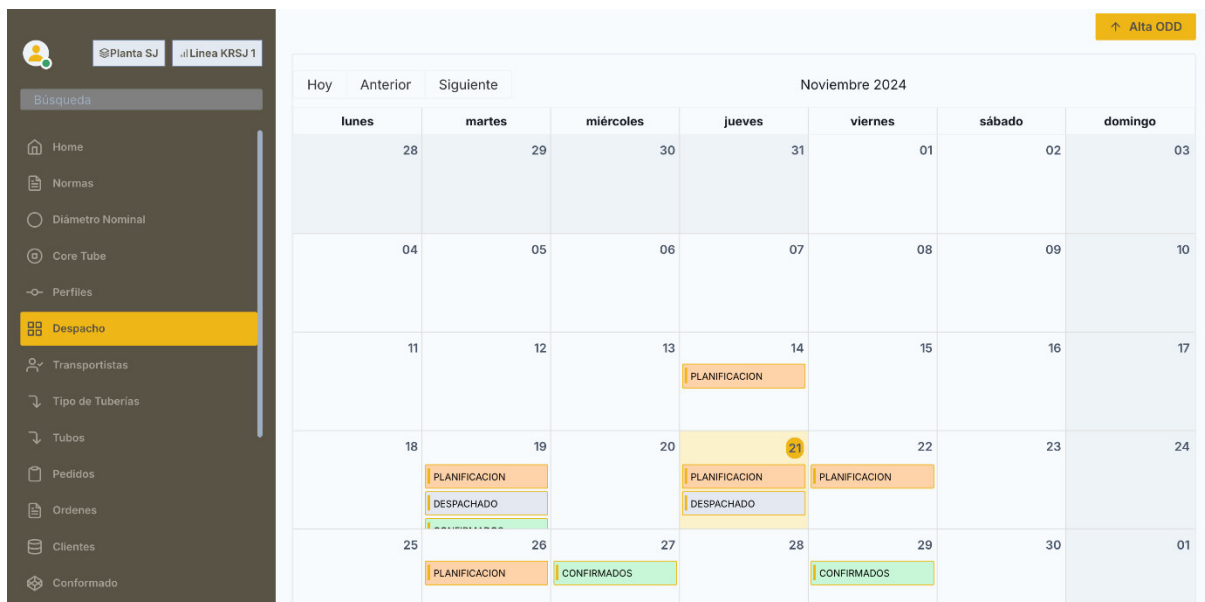 Planta SJ
Linea KRSJ 1
Búsqueda
Home
Normas
Diámetro Nominal
Core Tube
Perfiles
Despacho
Transportistas
Tipo de Tuberías
Tubos
Pedidos
Ordenes
Clientes
Conformado
Alta ODD
Hoy Anterior Siguiente Noviembre 2024
lunes martes miércoles jueves viernes sábado domingo
28 29 30 31 01 02 03
04 05 06 07 08 09 10
11 12 13 14 15 16 17
PLANIFICACION
18 19 20 21 22 23 24
PLANIFICACION PLANIFICACION PLANIFICACION
DESPACHADO DESPACHADO
25 26 27 28 29 30 01
PLANIFICACION CONFIRMADOS CONFIRMADOS